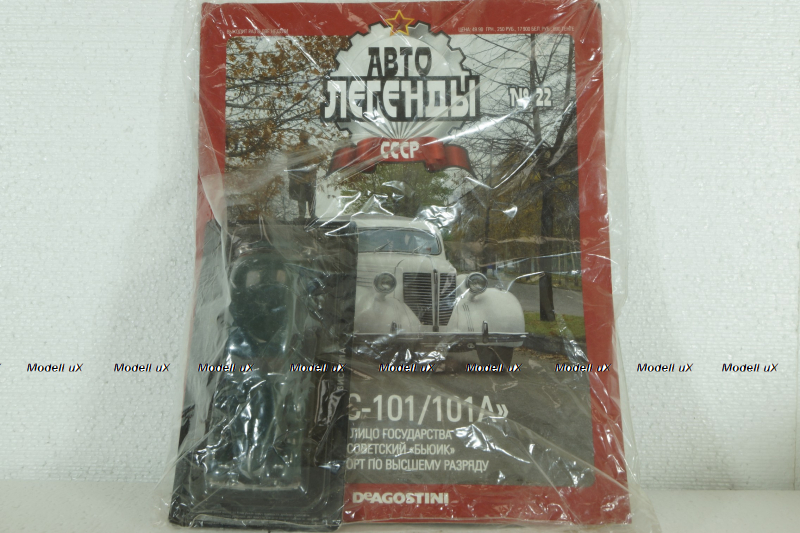 АВТО
ЛЕГЕНДЫ
№ 22
СССР
С-101/101А»
ЛИЦО ГОСУДАРСТВА
СОВЕТСКИЙ «БЬЮИК»
ОРТ ПО ВЫСШЕМУ РАЗРЯДУ
DeAGOSTINI
Modell uX Modell uX Modell uX Modell uX Modell uX Modell uX Modell uX Modell uX Modell uX